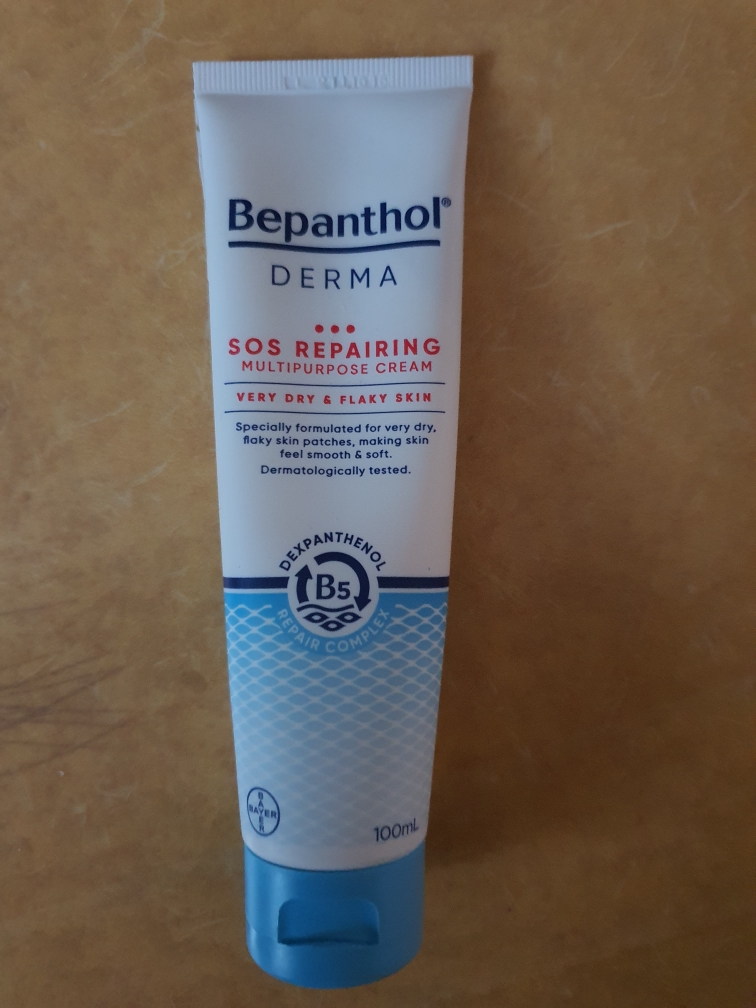 Bepanthol®
DERMA
SOS REPAIRING
MULTIPURPOSE CREAM
VERY DRY & FLAKY SKIN
Specially formulated for very dry,
flaky skin patches, making skin
feel smooth & soft.
Dermatologically tested.
DEXPANTHENOL
B5
REPAIR COMPLEX
BAYER
BAYER
100mL